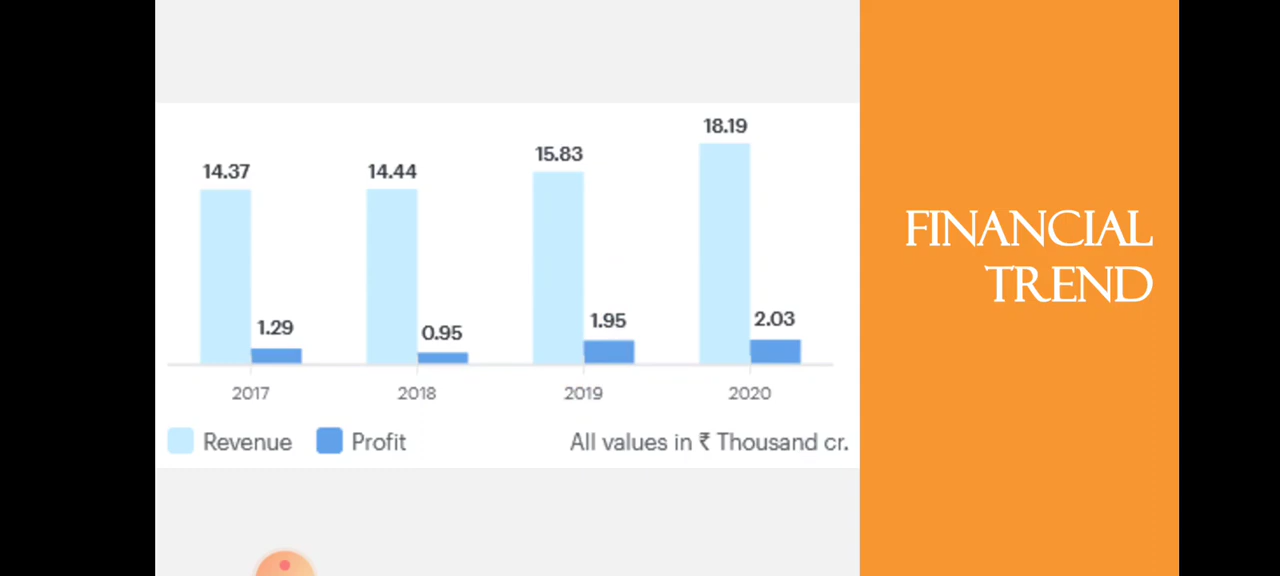 18.19
15.83
14.37
14.44
1.29
0.95
1.95
2.03
2017
2018
2019
2020
Revenue
Profit
All values in ₹ Thousand cr.
FINANCIAL
TREND